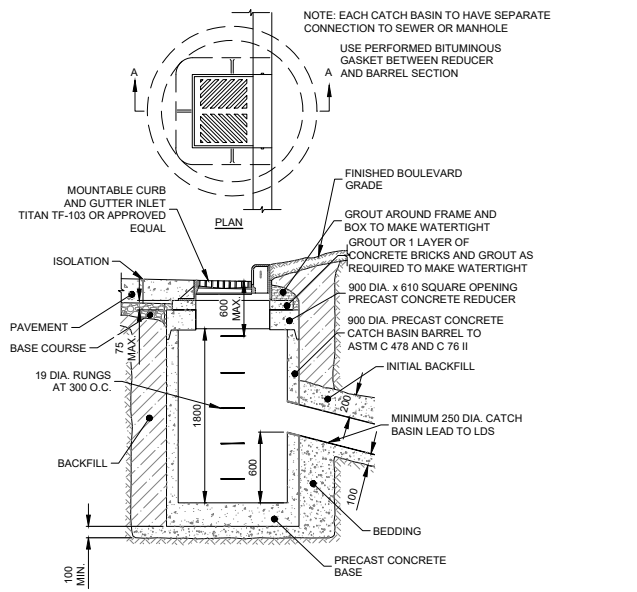 NOTE: EACH CATCH BASIN TO HAVE SEPARATE
CONNECTION TO SEWER OR MANHOLE
USE PERFORMED BITUMINOUS
GASKET BETWEEN REDUCER
AND BARREL SECTION
A
A
PLAN
MOUNTABLE CURB
AND GUTTER INLET
TITAN TF-103 OR APPROVED
EQUAL
FINISHED BOULEVARD
GRADE
GROUT AROUND FRAME AND
BOX TO MAKE WATERTIGHT
GROUT OR 1 LAYER OF
CONCRETE BRICKS AND GROUT AS
REQUIRED TO MAKE WATERTIGHT
ISOLATION
900 DIA. x 610 SQUARE OPENING
PRECAST CONCRETE REDUCER
600
MAX.
PAVEMENT
BASE COURSE
75
MAX
900 DIA. PRECAST CONCRETE
CATCH BASIN BARREL TO
ASTM C 478 AND C 76 II
INITIAL BACKFILL
19 DIA. RUNGS
AT 300 O.C.
1800
200
MINIMUM 250 DIA. CATCH
BASIN LEAD TO LDS
600
BACKFILL
100
BEDDING
PRECAST CONCRETE
BASE
100
MIN.